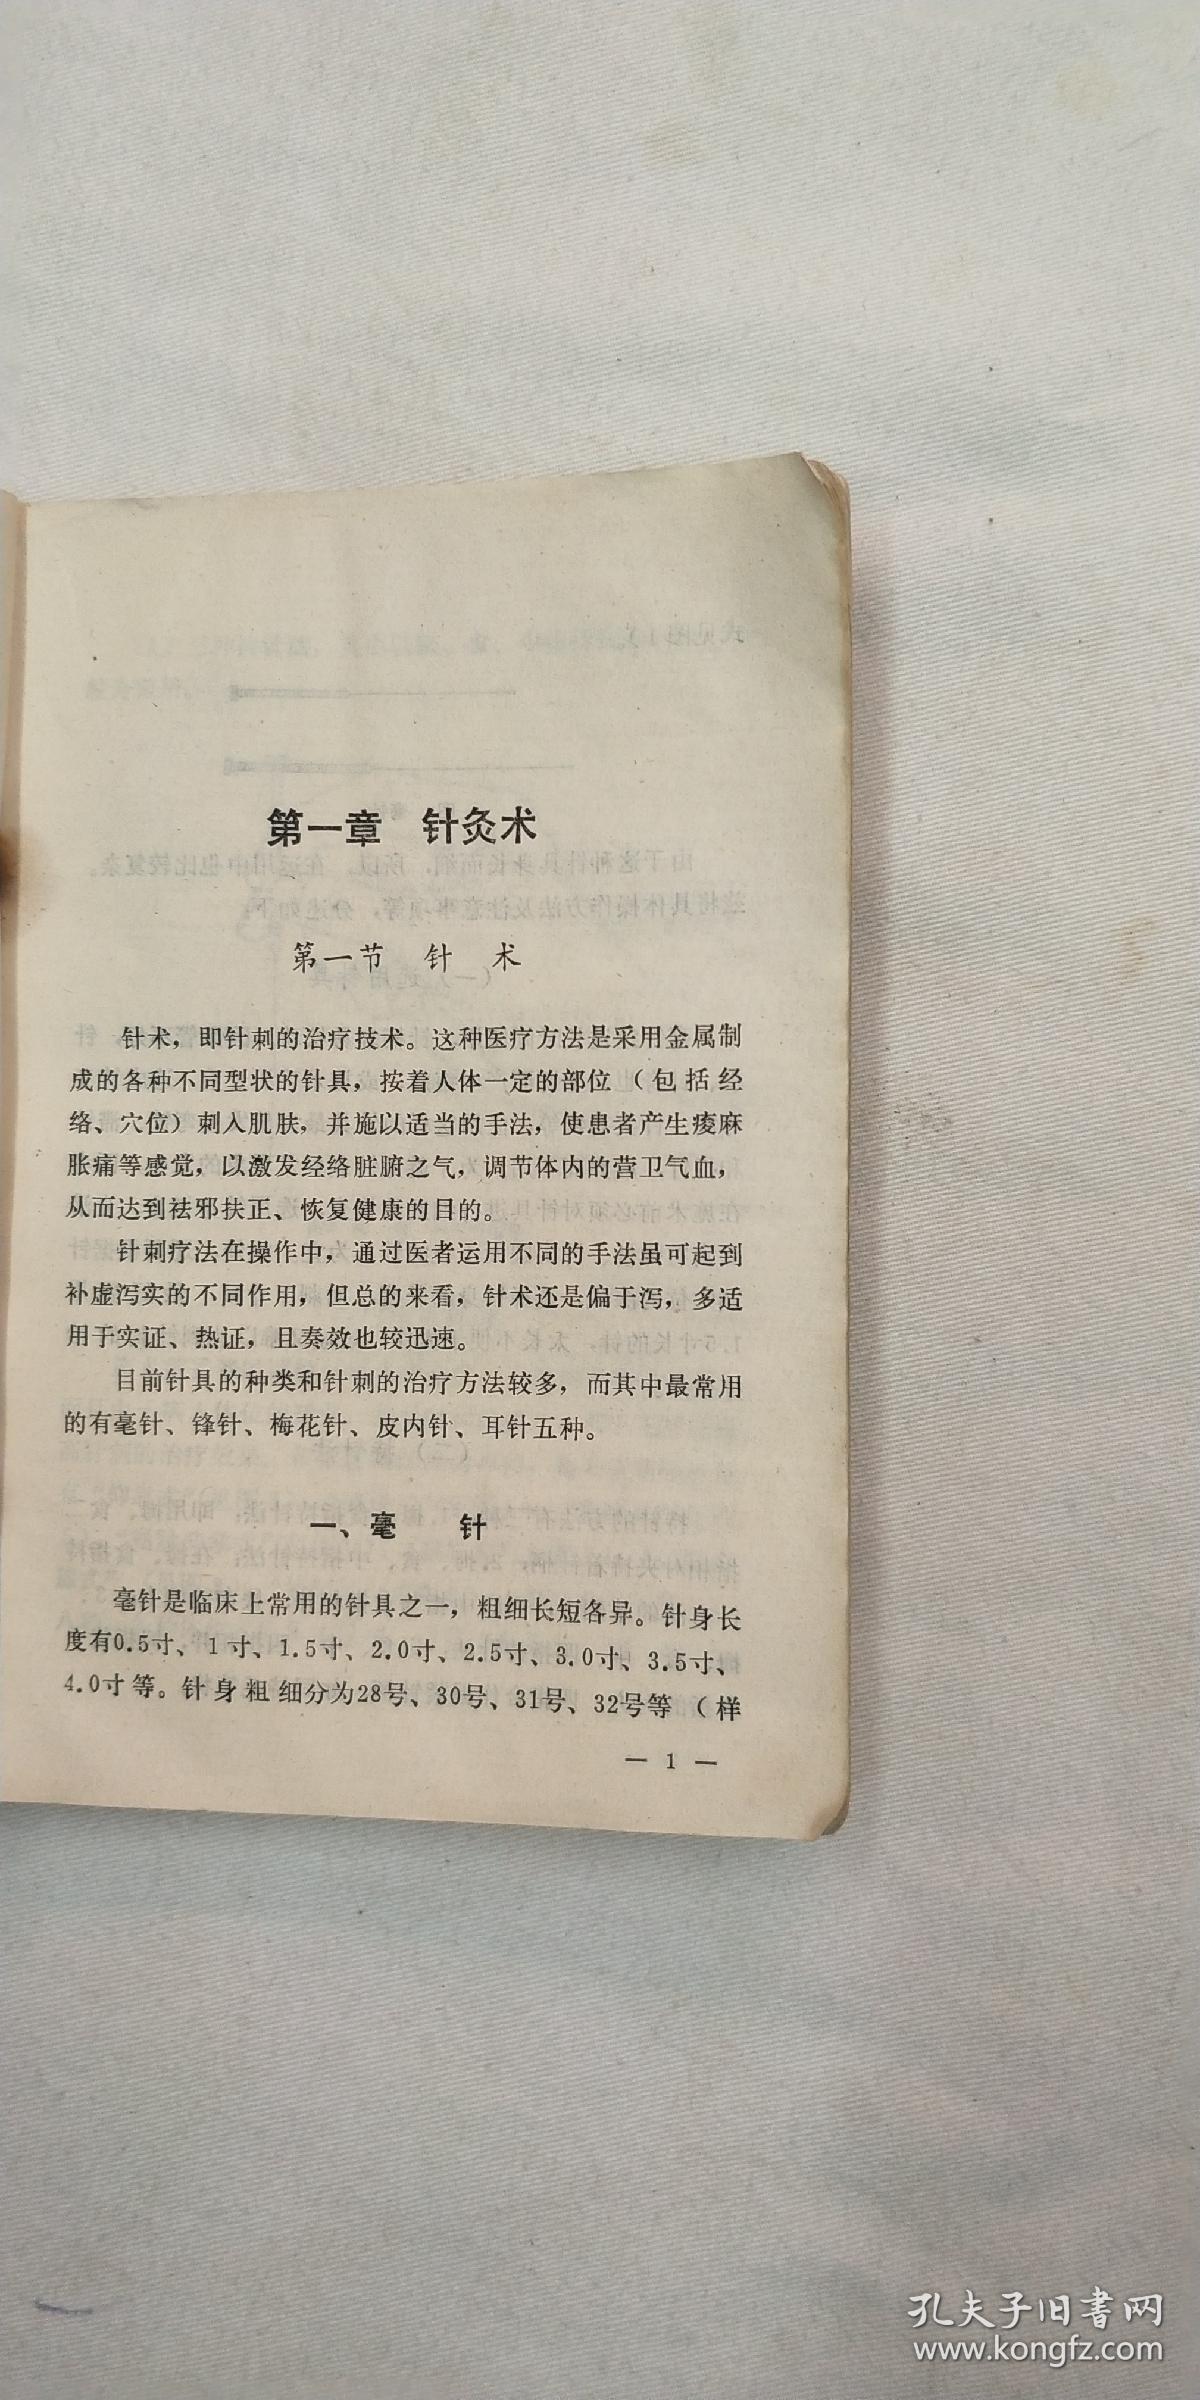 第一章 针灸术
第一节 针 术
针术，即针刺的治疗技术。这种医疗方法是采用金属制
成的各种不同型状的针具，按着人体一定的部位（包括经
络、穴位）刺入肌肤，并施以适当的手法，使患者产生痠麻
胀痛等感觉，以激发经络脏腑之气，调节体内的营卫气血，
从而达到祛邪扶正、恢复健康的目的。
针刺疗法在操作中，通过医者运用不同的手法虽可起到
补虚泻实的不同作用，但总的来看，针术还是偏于泻，多适
用于实证、热证，且奏效也较迅速。
目前针具的种类和针刺的治疗方法较多，而其中最常用
的有毫针、锋针、梅花针、皮内针、耳针五种。
一、毫 针
毫针是临床上常用的针具之一，粗细长短各异。针身长
度有0.5寸、1寸、1.5寸、2.0寸、2.5寸、3.0寸、3.5寸、
4.0寸等。针身粗细分为28号、30号、31号、32号等（样
— 1 —
孔夫子旧书网
www.kongfz.com